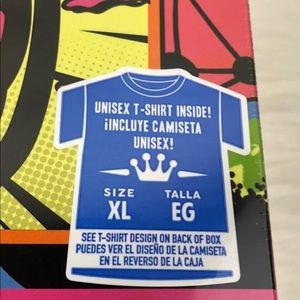 UNISEX T-SHIRT INSIDE!
¡INCLUYE CAMISETA
UNISEX!
SIZE TALLA
XL EG
SEE T-SHIRT DESIGN ON BACK OF BOX
PUEDES VER EL DISEÑO DE LA CAMISETA
EN EL REVERSO DE LA CAJA